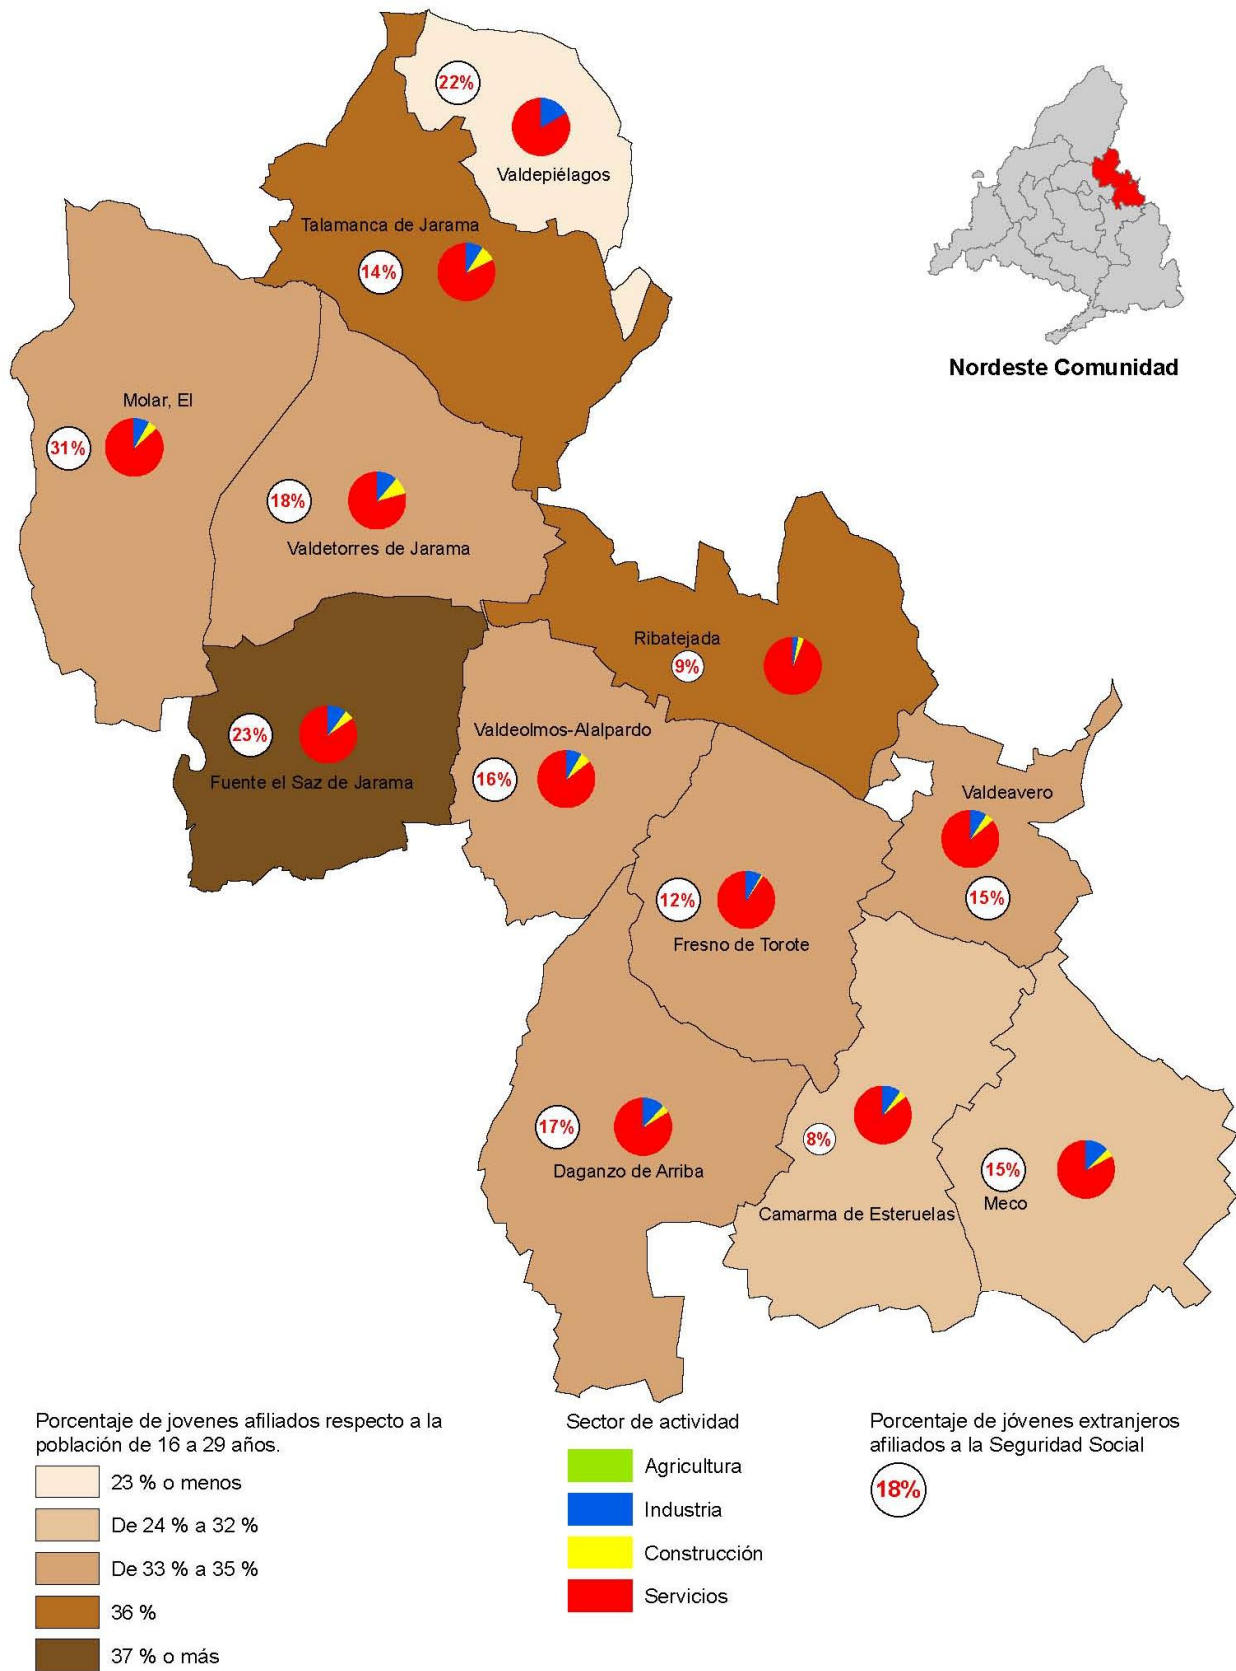 22%
Valdepiélagos
Talamanca de Jarama
14%
Nordeste Comunidad
Molar, El
31%
18%
Valdetorres de Jarama
Ribatejada
9%
23%
Fuente el Saz de Jarama
Valdeolmos-Alalpardo
16%
Valdeavero
15%
12%
Fresno de Torote
17%
Daganzo de Arriba
8%
Camarma de Esteruelas
15%
Meco
Porcentaje de jovenes afiliados respecto a la
población de 16 a 29 años.
23 % o menos
De 24 % a 32 %
De 33 % a 35 %
36 %
37 % o más
Sector de actividad
Agricultura
Industria
Construcción
Servicios
Porcentaje de jóvenes extranjeros
afiliados a la Seguridad Social
18%